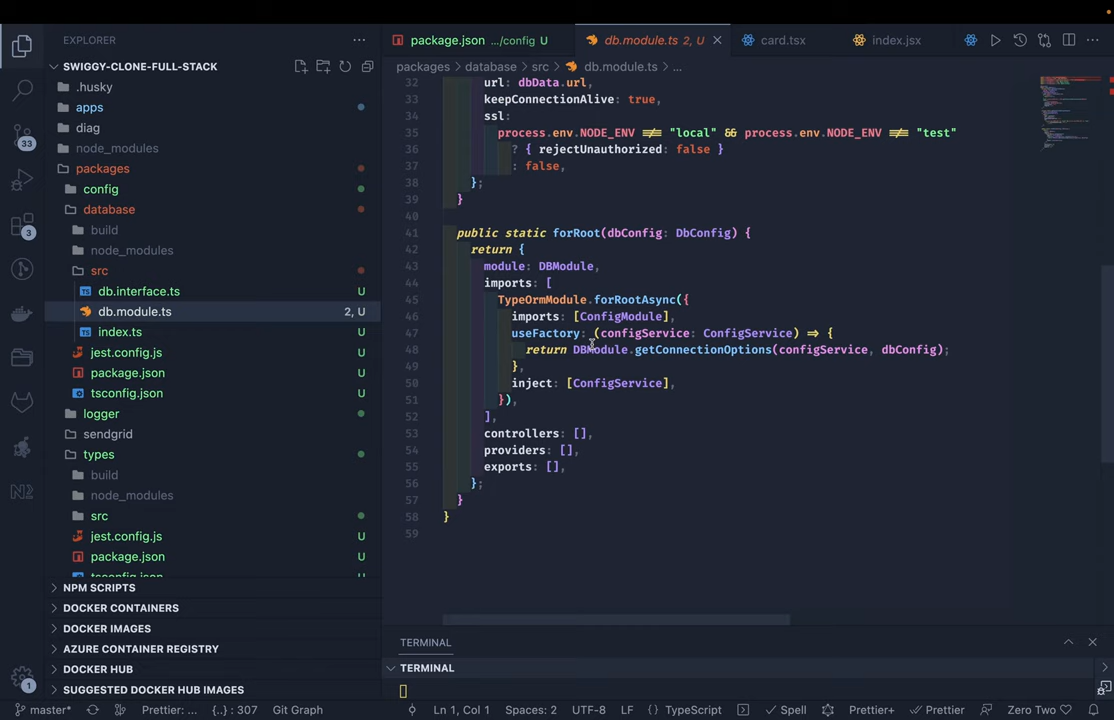 EXPLORER
SWIGGY-CLONE-FULL-STACK
.husky
apps
diag
node_modules
packages
config
database
build
node_modules
src
db.interface.ts U
db.module.ts 2, U
index.ts U
jest.config.js U
package.json U
tsconfig.json U
logger
sendgrid
types
build
node_modules
src
jest.config.js U
package.json U
tsconfig.json U
NPM SCRIPTS
DOCKER CONTAINERS
DOCKER IMAGES
AZURE CONTAINER REGISTRY
DOCKER HUB
SUGGESTED DOCKER HUB IMAGES
33
3
1
package.json .../config U
db.module.ts 2, U
card.tsx
index.jsx
packages > database > src > db.module.ts > ...
32 url: dbData.url,
33 keepConnectionAlive: true,
34 ssl:
35 process.env.NODE_ENV !== "local" && process.env.NODE_ENV !== "test"
36 ? { rejectUnauthorized: false }
37 : false,
38 };
39 }
40
41 public static forRoot(dbConfig: DbConfig) {
42 return {
43 module: DBModule,
44 imports: [
45 TypeOrmModule.forRootAsync({
46 imports: [ConfigModule],
47 useFactory: (configService: ConfigService) => {
48 return DBModule.getConnectionOptions(configService, dbConfig);
49 },
50 inject: [ConfigService],
51 }),
52 ],
53 controllers: [],
54 providers: [],
55 exports: [],
56 };
57 }
58 }
59
TERMINAL
TERMINAL
master* Prettier: ... {..} : 307 Git Graph Ln 1, Col 1 Spaces: 2 UTF-8 LF TypeScript Spell Prettier+ Prettier Zero Two